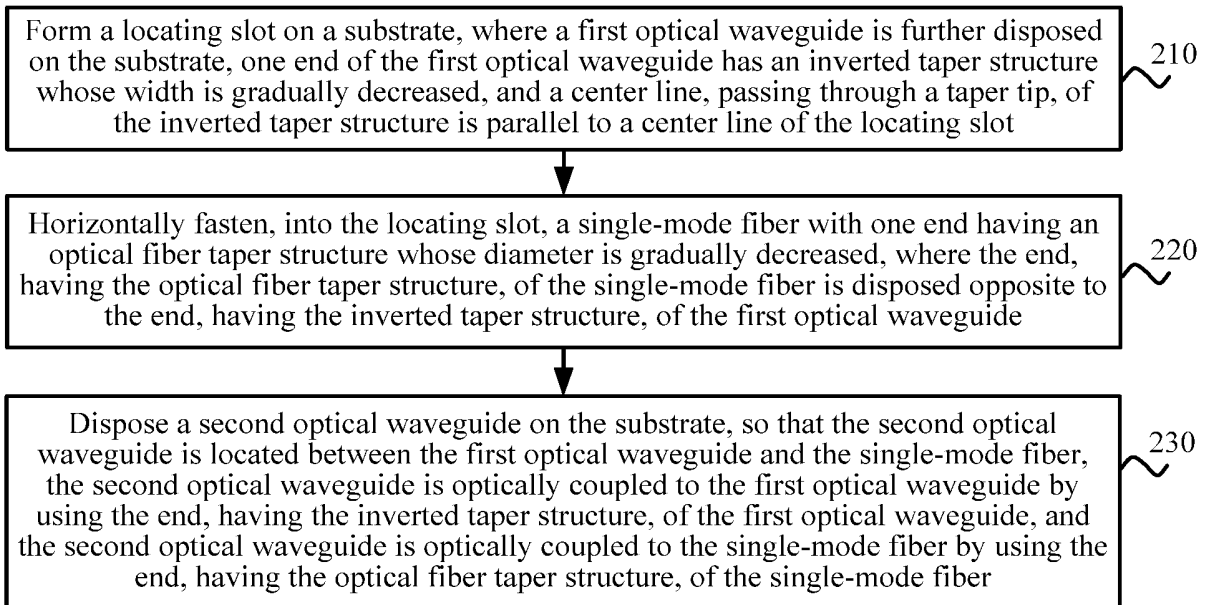 Form a locating slot on a substrate, where a first optical waveguide is further disposed
on the substrate, one end of the first optical waveguide has an inverted taper structure
whose width is gradually decreased, and a center line, passing through a taper tip, of
the inverted taper structure is parallel to a center line of the locating slot
210
Horizontally fasten, into the locating slot, a single-mode fiber with one end having an
optical fiber taper structure whose diameter is gradually decreased, where the end,
having the optical fiber taper structure, of the single-mode fiber is disposed opposite to
the end, having the inverted taper structure, of the first optical waveguide
220
Dispose a second optical waveguide on the substrate, so that the second optical
waveguide is located between the first optical waveguide and the single-mode fiber,
the second optical waveguide is optically coupled to the first optical waveguide by
using the end, having the inverted taper structure, of the first optical waveguide, and
the second optical waveguide is optically coupled to the single-mode fiber by using the
end, having the optical fiber taper structure, of the single-mode fiber
230